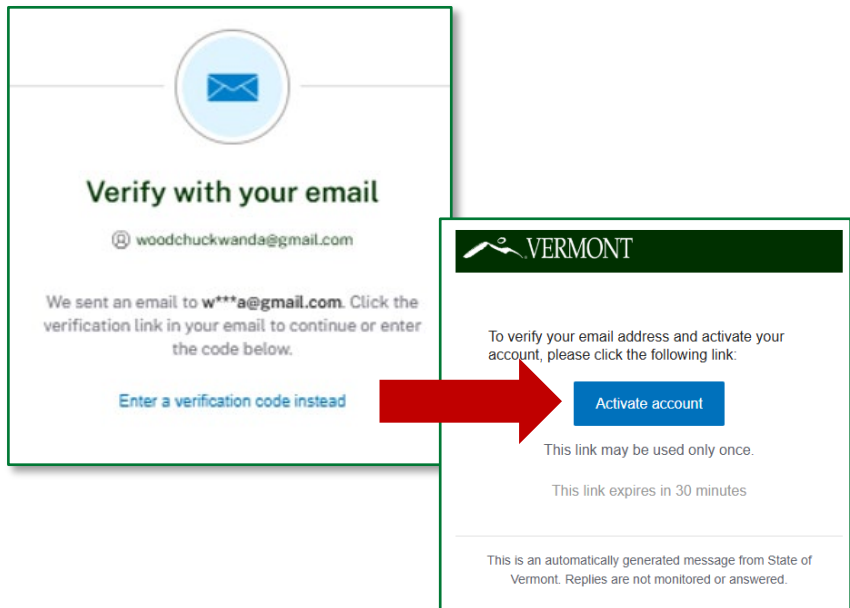 Verify with your email
woodchuckwanda@gmail.com
We sent an email to w***a@gmail.com. Click the
verification link in your email to continue or enter
the code below.
Enter a verification code instead
VERMONT
To verify your email address and activate your
account, please click the following link:
Activate account
This link may be used only once.
This link expires in 30 minutes
This is an automatically generated message from State of
Vermont. Replies are not monitored or answered.